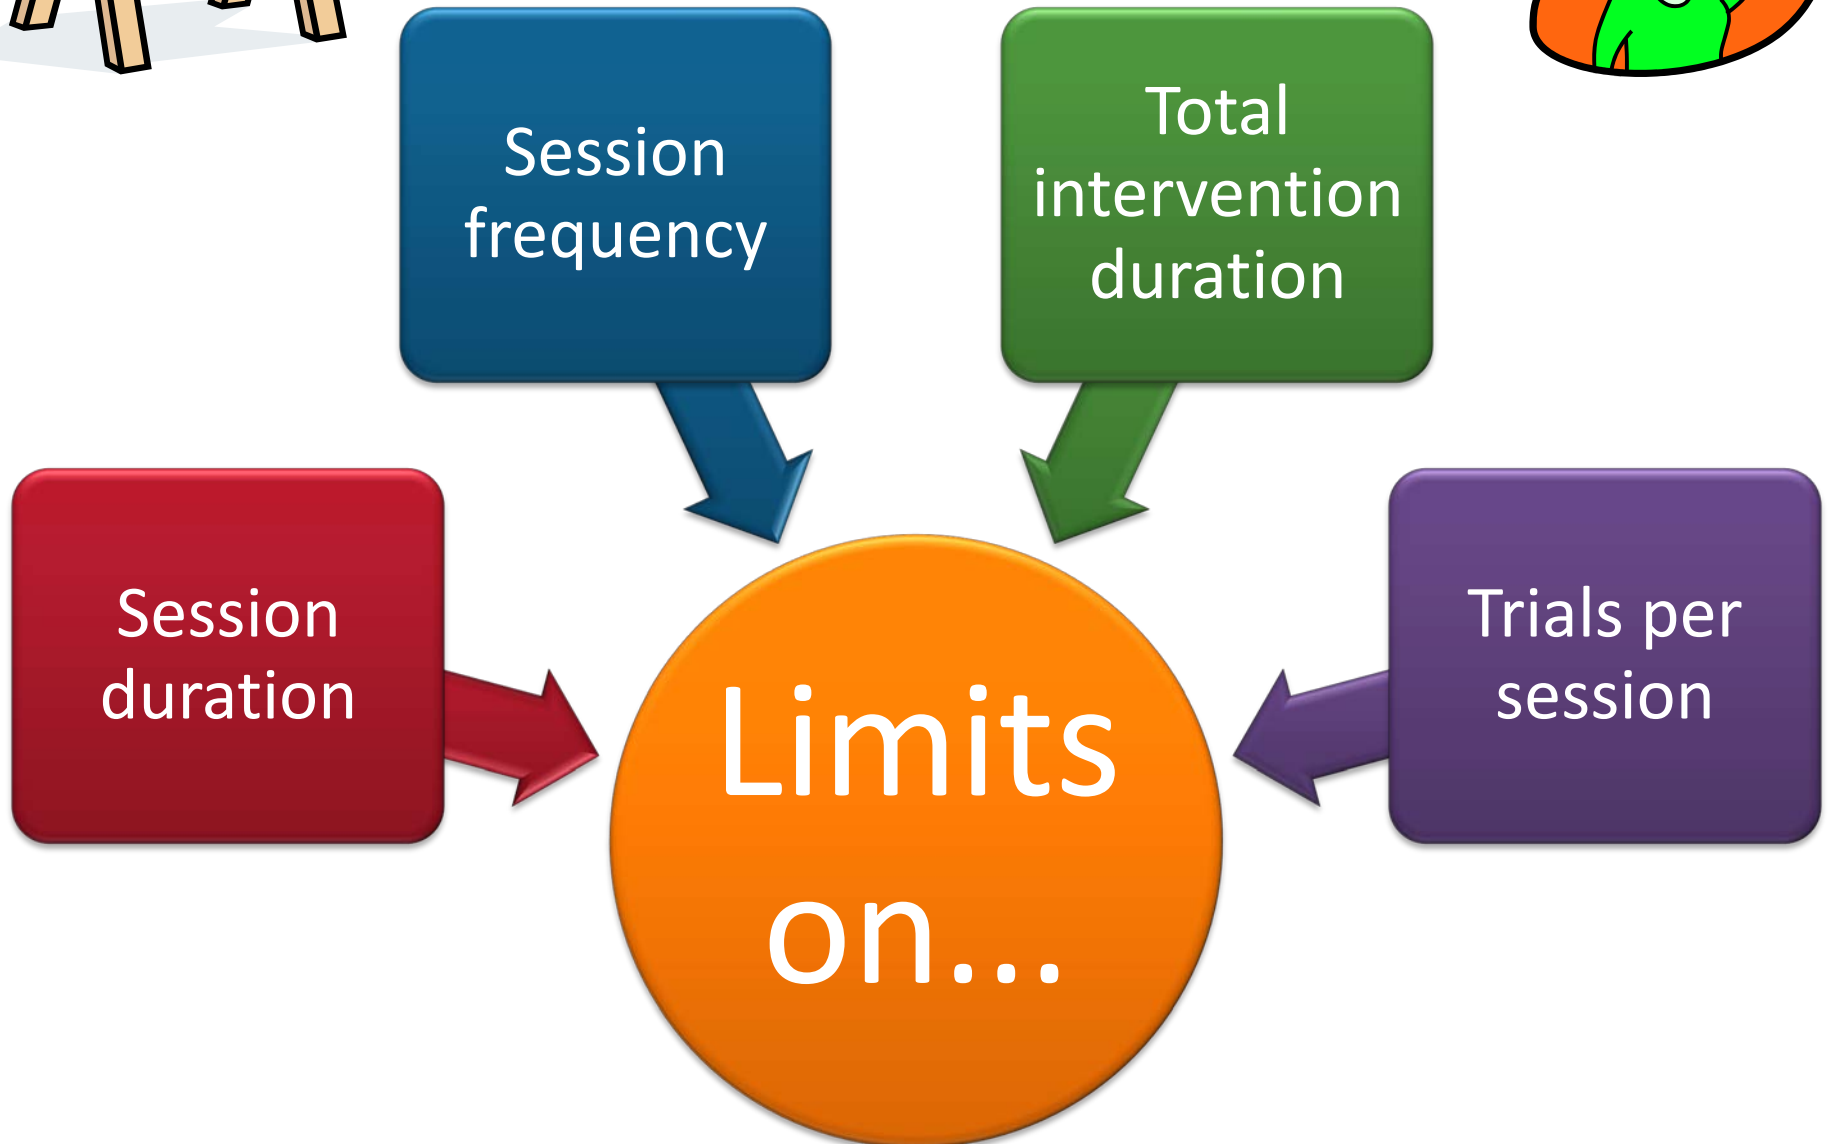 Session
frequency
Total
intervention
duration
Session
duration
Trials per
session
Limits
on...